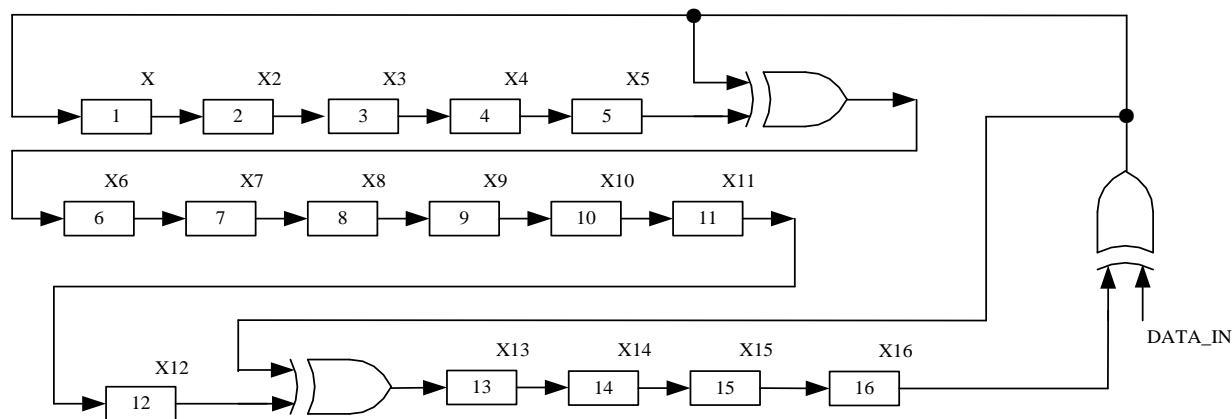 X X2 X3 X4 X5
1 2 3 4 5
X6 X7 X8 X9 X10 X11
6 7 8 9 10 11
DATA_IN
X12 X13 X14 X15 X16
12 13 14 15 16